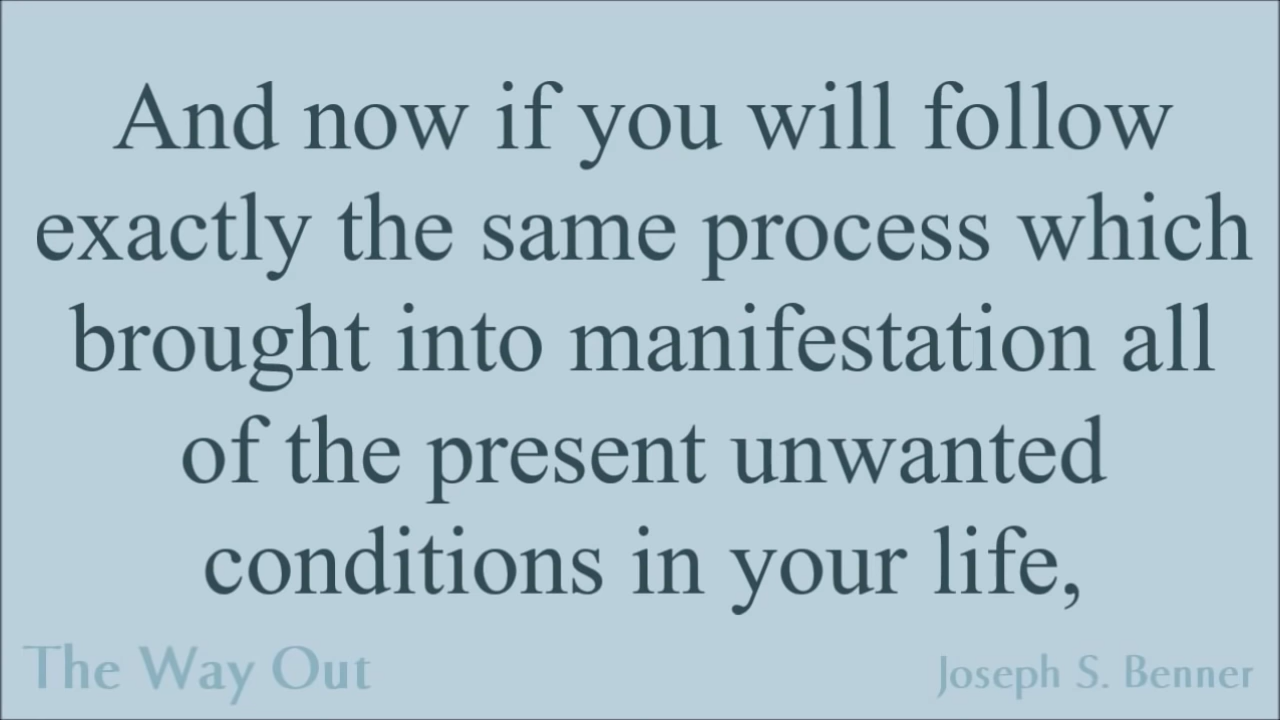 And now if you will follow
exactly the same process which
brought into manifestation all
of the present unwanted
conditions in your life,
The Way Out
Joseph S. Benner